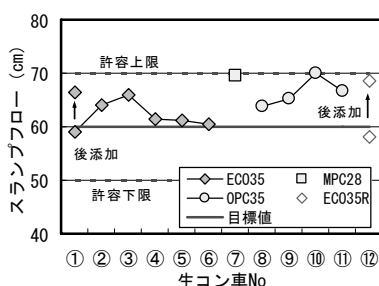 スランプフロー (cm)
80
70
60
50
40
許容上限
後添加
後添加
許容下限
ECO35
MPC28
OPC35
ECO35R
目標値
① ② ③ ④ ⑤ ⑥ ⑦ ⑧ ⑨ ⑩ ⑪ ⑫
生コン車No